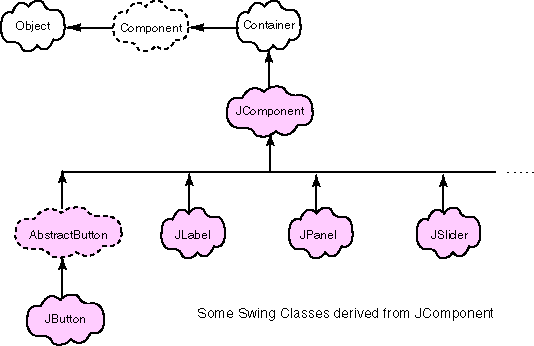 Object
Component
Container
JComponent
AbstractButton
JLabel
JPanel
JSlider
JButton
Some Swing Classes derived from JComponent